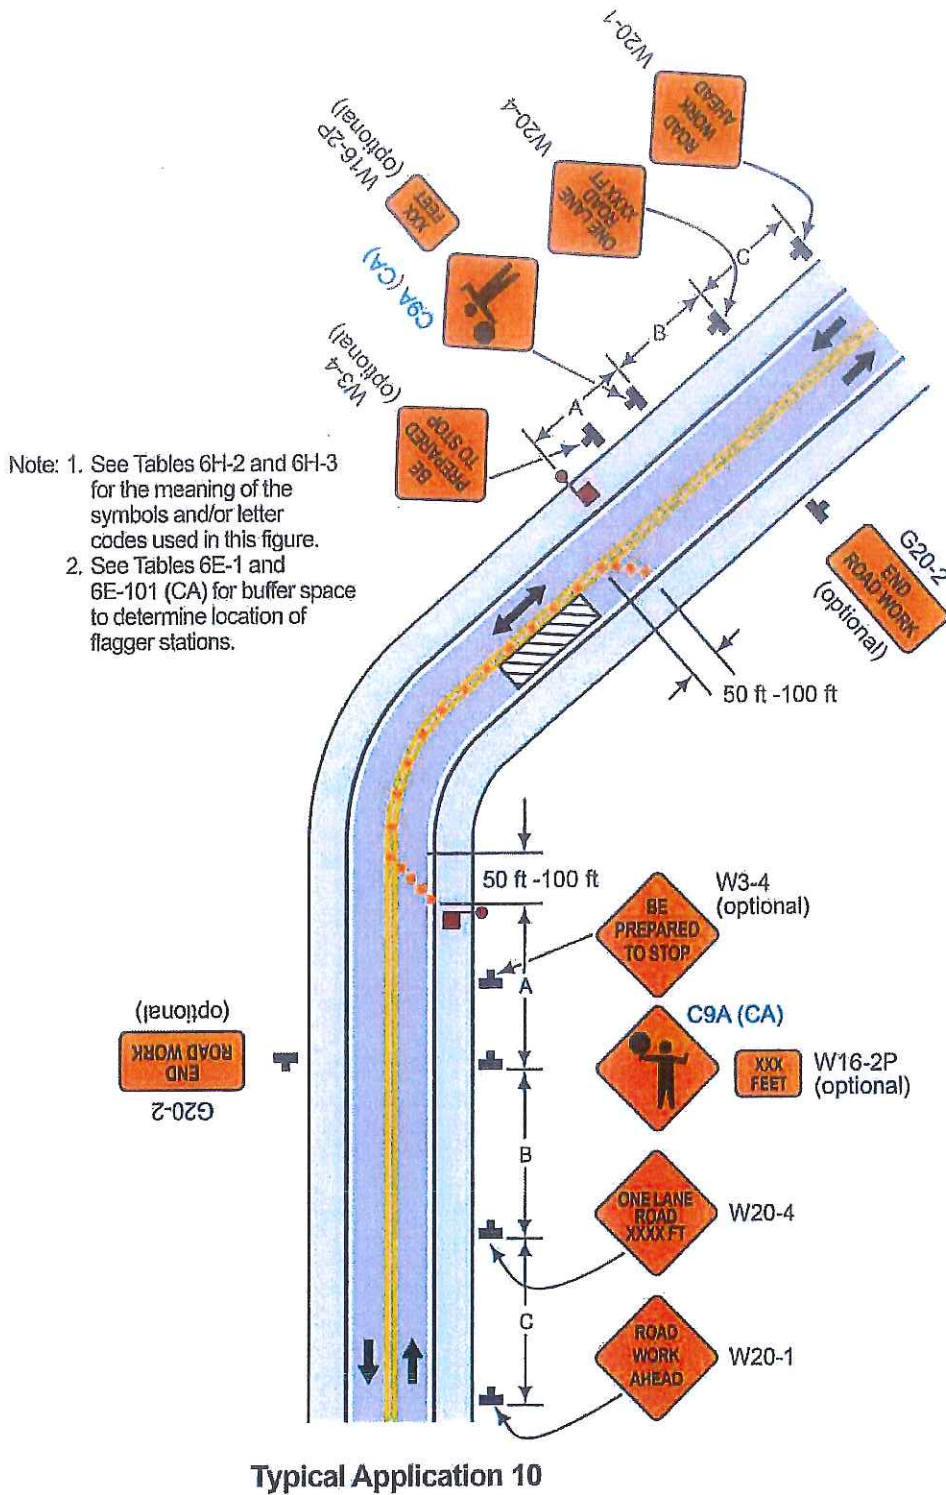 W20-1
ROAD
WORK
AHEAD
W20-4
ONE LANE
ROAD
XXXX FT
W16-2P
(optional)
XXX
FEET
C9A (CA)
W3-4
(optional)
BE
PREPARED
TO STOP
C
B
A
Note: 1. See Tables 6H-2 and 6H-3
for the meaning of the
symbols and/or letter
codes used in this figure.
2. See Tables 6E-1 and
6E-101 (CA) for buffer space
to determine location of
flagger stations.
G20-2
END
ROAD WORK
(optional)
50 ft -100 ft
50 ft -100 ft
W3-4
(optional)
BE
PREPARED
TO STOP
A
C9A (CA)
XXX
FEET
W16-2P
(optional)
G20-2
END
ROAD WORK
(optional)
B
ONE LANE
ROAD
XXXX FT
W20-4
C
ROAD
WORK
AHEAD
W20-1
Typical Application 10